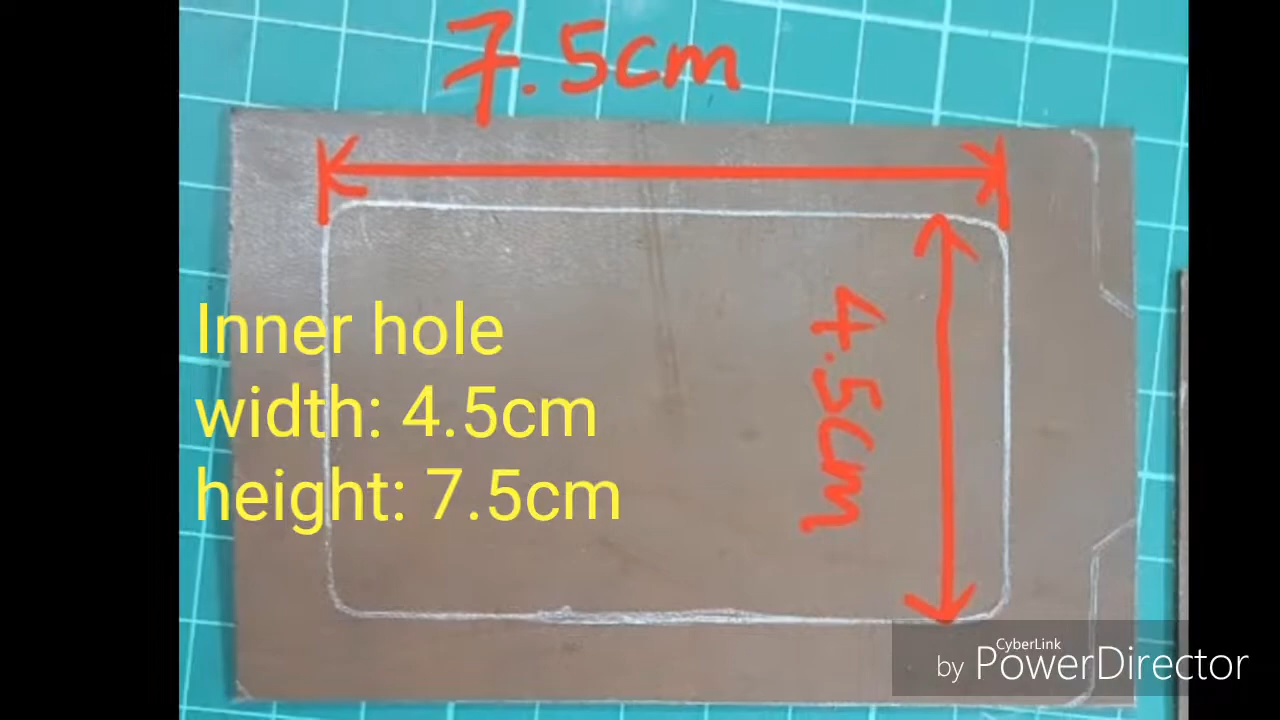 7.5cm
4.5cm
Inner hole
width: 4.5cm
height: 7.5cm
CyberLink
by PowerDirector